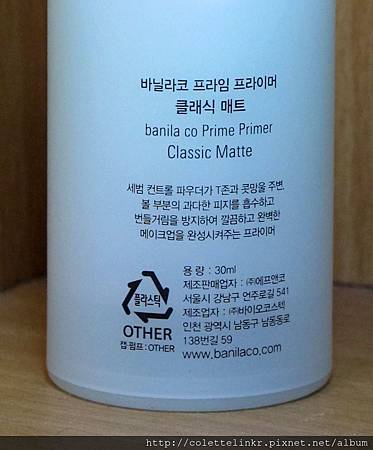 바닐라코 프라임 프라이머
클래식 매트
banila co Prime Primer
Classic Matte
세범 컨트롤 파우더가 T존과 콧망울 주변,
볼 부분의 과다한 피지를 흡수하고
번들거림을 방지하여 깔끔하고 완벽한
메이크업을 완성시켜주는 프라이머
플라스틱
OTHER
캡·펌프 : OTHER
용 량 : 30ml
제조판매업자 : ㈜에프앤코
서울시 강남구 언주로길 541
제조업자 : ㈜바이오코스텍
인천 광역시 남동구 남동동로
138번길 59
www.banilaco.com
http://colettelinkr.pixnet.net/album